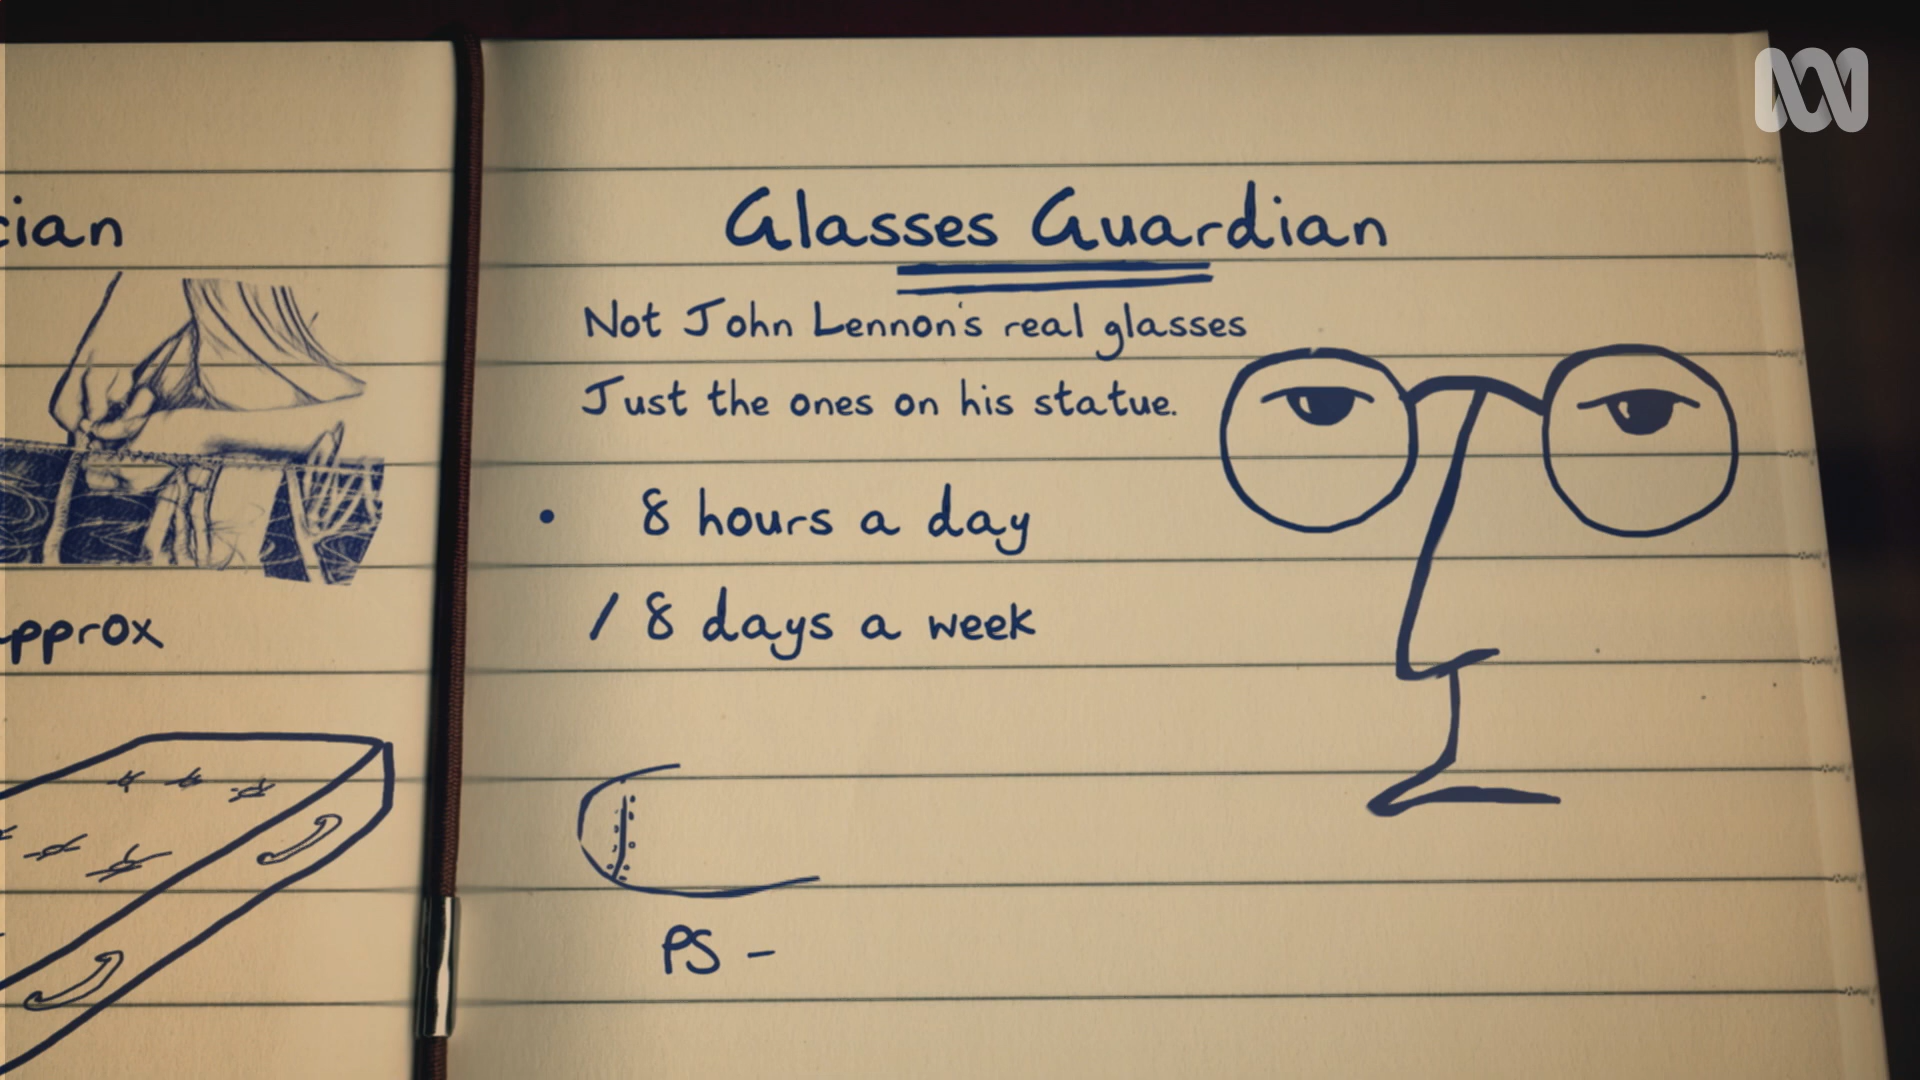 Glasses Guardian
Not John Lennon's real glasses
Just the ones on his statue.
• 8 hours a day
/ 8 days a week
PS -
cian
approx